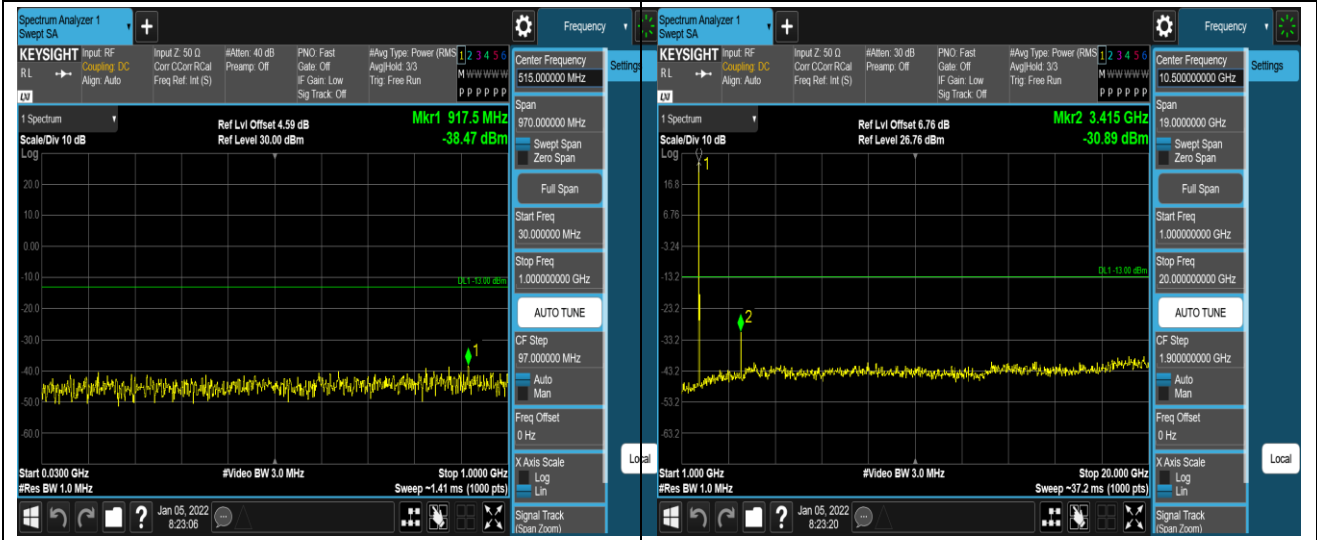 Spectrum Analyzer 1
Swept SA
+
Frequency
KEYSIGHT
RL
LXI
Input: RF
Coupling: DC
Align: Auto
Input Z: 50 Ω
Corr CCorr RCal
Freq Ref: Int (S)
#Atten: 40 dB
Preamp: Off
PNO: Fast
Gate: Off
IF Gain: Low
Sig Track: Off
#Avg Type: Power (RMS
Avg|Hold: 3/3
Trig: Free Run
1 2 3 4 5 6
M W W W W W
P P P P P P
Center Frequency
515.000000 MHz
Settings
1 Spectrum
Scale/Div 10 dB
Log
Ref Lvl Offset 4.59 dB
Ref Level 30.00 dBm
Mkr1 917.5 MHz
-38.47 dBm
20.0
10.0
0.00
-10.0
-20.0
-30.0
-40.0
-50.0
-60.0
DL1 -13.00 dBm
1
Start 0.0300 GHz
#Res BW 1.0 MHz
#Video BW 3.0 MHz
Stop 1.0000 GHz
Sweep ~1.41 ms (1000 pts)
Span
970.000000 MHz
Swept Span
Zero Span
Full Span
Start Freq
30.000000 MHz
Stop Freq
1.000000000 GHz
AUTO TUNE
CF Step
97.000000 MHz
Auto
Man
Freq Offset
0 Hz
X Axis Scale
Log
Lin
Local
Signal Track
(Span Zoom)
?
Jan 05, 2022
8:23:06
Spectrum Analyzer 1
Swept SA
+
Frequency
KEYSIGHT
RL
LXI
Input: RF
Coupling: DC
Align: Auto
Input Z: 50 Ω
Corr CCorr RCal
Freq Ref: Int (S)
#Atten: 30 dB
Preamp: Off
PNO: Fast
Gate: Off
IF Gain: Low
Sig Track: Off
#Avg Type: Power (RMS
Avg|Hold: 3/3
Trig: Free Run
1 2 3 4 5 6
M W W W W W
P P P P P P
Center Frequency
10.500000000 GHz
Settings
1 Spectrum
Scale/Div 10 dB
Log
Ref Lvl Offset 6.76 dB
Ref Level 26.76 dBm
Mkr2 3.415 GHz
-30.89 dBm
16.8
6.76
-3.24
-13.2
-23.2
-33.2
-43.2
-53.2
-63.2
DL1 -13.00 dBm
1
2
Start 1.000 GHz
#Res BW 1.0 MHz
#Video BW 3.0 MHz
Stop 20.000 GHz
Sweep ~37.2 ms (1000 pts)
Span
19.0000000 GHz
Swept Span
Zero Span
Full Span
Start Freq
1.000000000 GHz
Stop Freq
20.000000000 GHz
AUTO TUNE
CF Step
1.900000000 GHz
Auto
Man
Freq Offset
0 Hz
X Axis Scale
Log
Lin
Local
Signal Track
(Span Zoom)
?
Jan 05, 2022
8:23:20